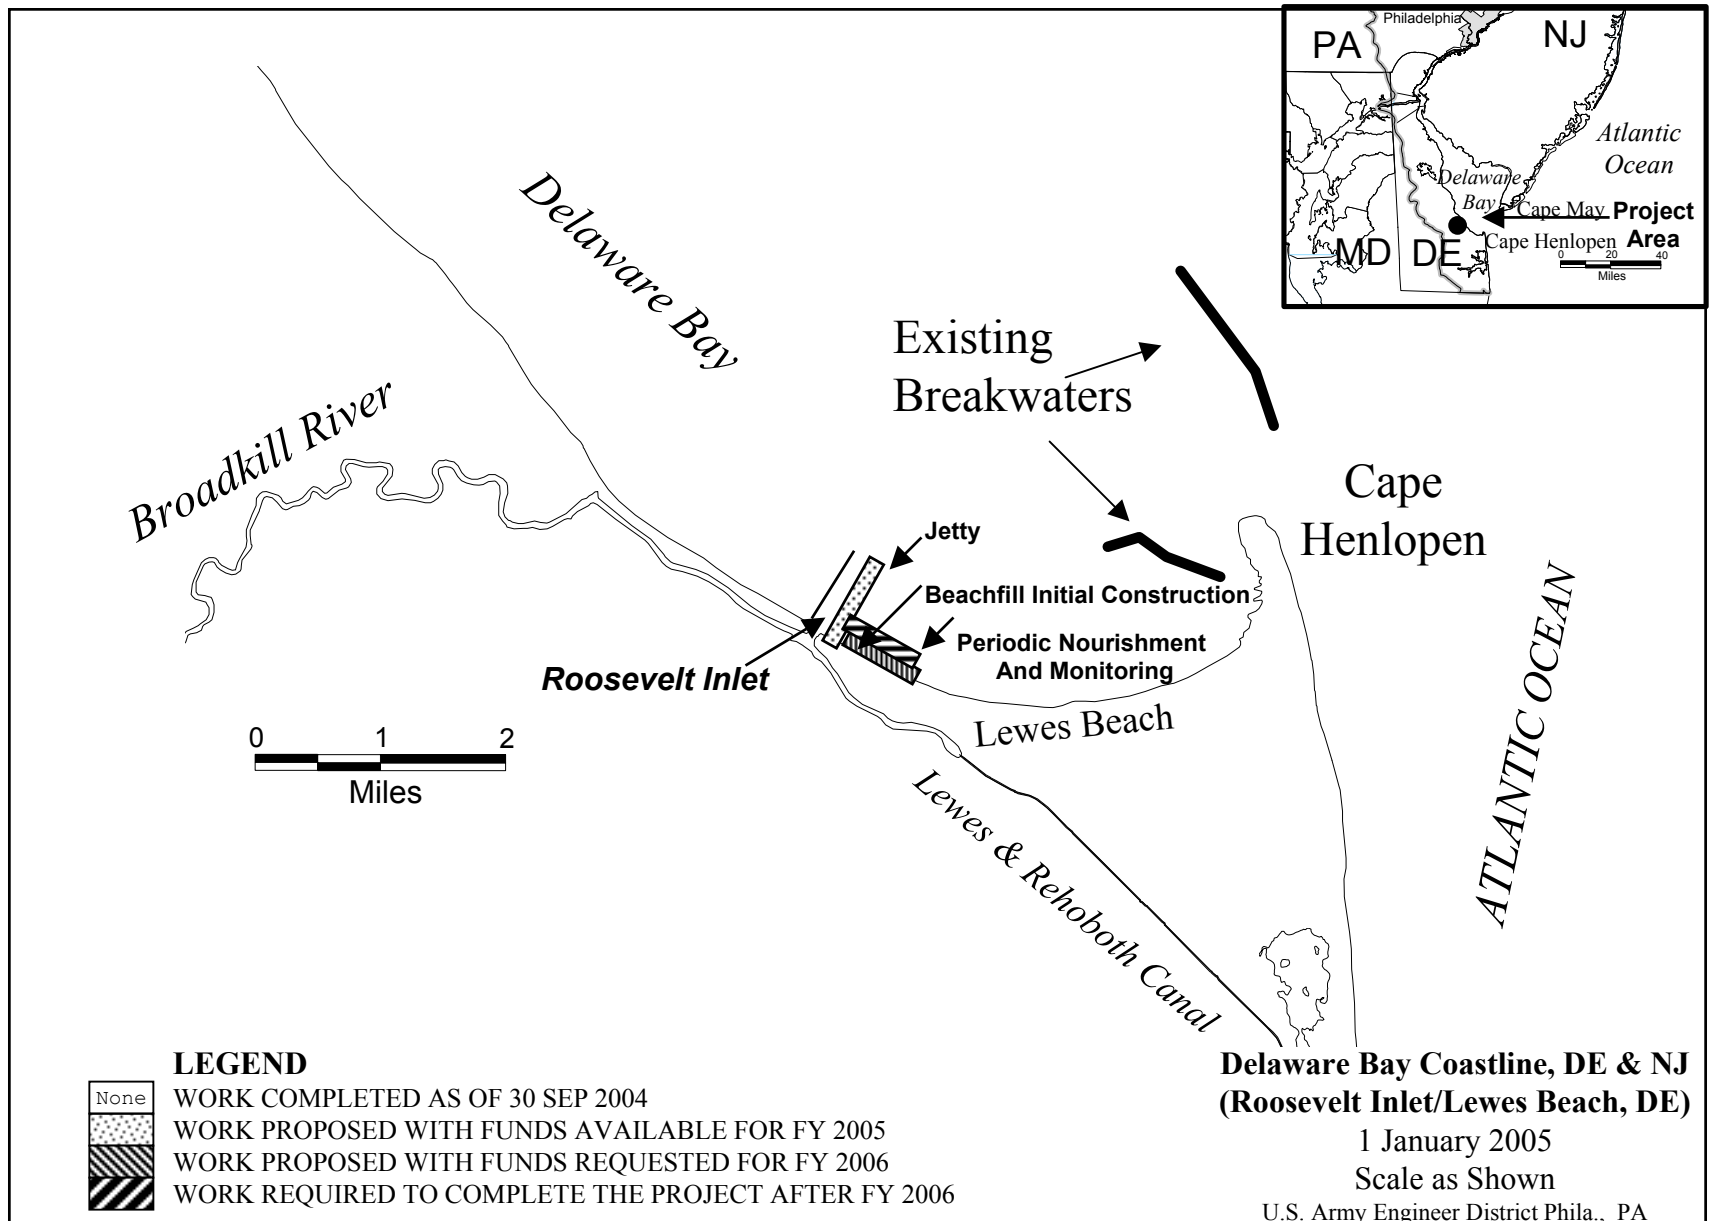 Philadelphia
PA
NJ
Atlantic
Ocean
Delaware
Bay
Cape May
Project
Cape Henlopen
Area
MD
DE
0 20 40
Miles
Delaware Bay
Broadkill River
Existing
Breakwaters
Cape
Henlopen
Jetty
Beachfill Initial Construction
Periodic Nourishment
And Monitoring
Roosevelt Inlet
Lewes Beach
ATLANTIC OCEAN
0 1 2
Miles
Lewes & Rehoboth Canal
LEGEND
None WORK COMPLETED AS OF 30 SEP 2004
WORK PROPOSED WITH FUNDS AVAILABLE FOR FY 2005
WORK PROPOSED WITH FUNDS REQUESTED FOR FY 2006
WORK REQUIRED TO COMPLETE THE PROJECT AFTER FY 2006
Delaware Bay Coastline, DE & NJ
(Roosevelt Inlet/Lewes Beach, DE)
1 January 2005
Scale as Shown
U.S. Army Engineer District Phila., PA